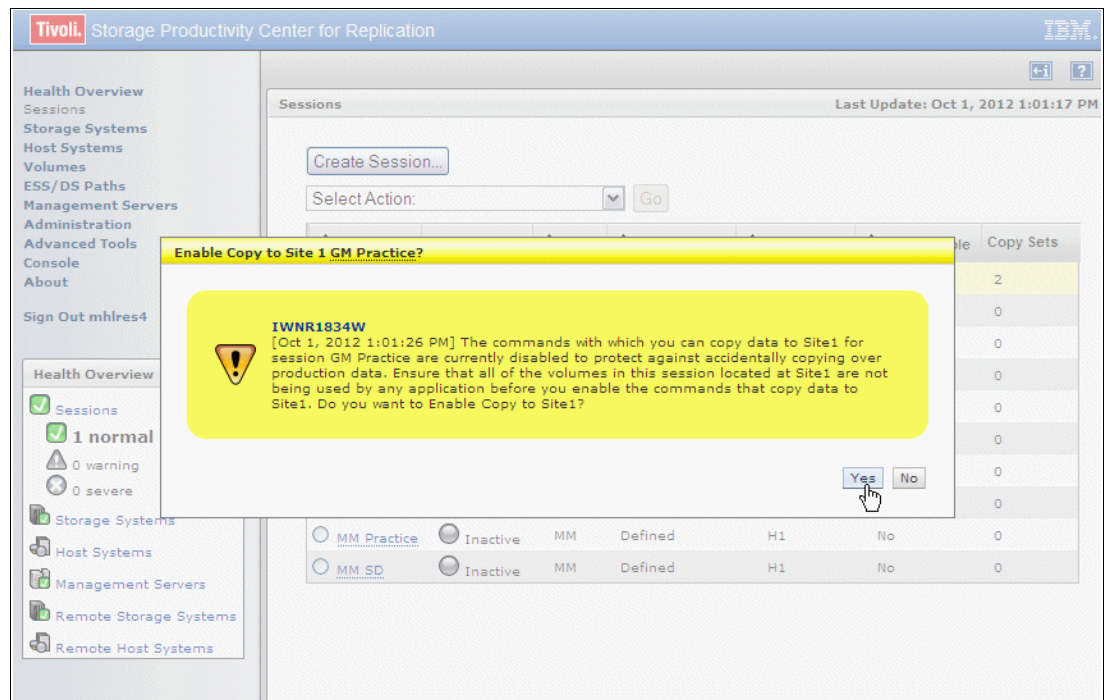 Tivoli. Storage Productivity Center for Replication
IBM.
Health Overview
Sessions
Storage Systems
Host Systems
Volumes
ESS/DS Paths
Management Servers
Administration
Advanced Tools
Console
About
Sign Out mhlres4
Health Overview
Sessions
1 normal
0 warning
0 severe
Storage Systems
Host Systems
Management Servers
Remote Storage Systems
Remote Host Systems
Sessions
Last Update: Oct 1, 2012 1:01:17 PM
Create Session...
Select Action:
Go
Copy Sets
2
0
0
0
0
0
0
0
MM Practice Inactive MM Defined H1 No 0
MM SD Inactive MM Defined H1 No 0
Enable Copy to Site 1 GM Practice?
IWNR1834W
[Oct 1, 2012 1:01:26 PM] The commands with which you can copy data to Site1 for
session GM Practice are currently disabled to protect against accidentally copying over
production data. Ensure that all of the volumes in this session located at Site1 are not
being used by any application before you enable the commands that copy data to
Site1. Do you want to Enable Copy to Site1?
Yes
No